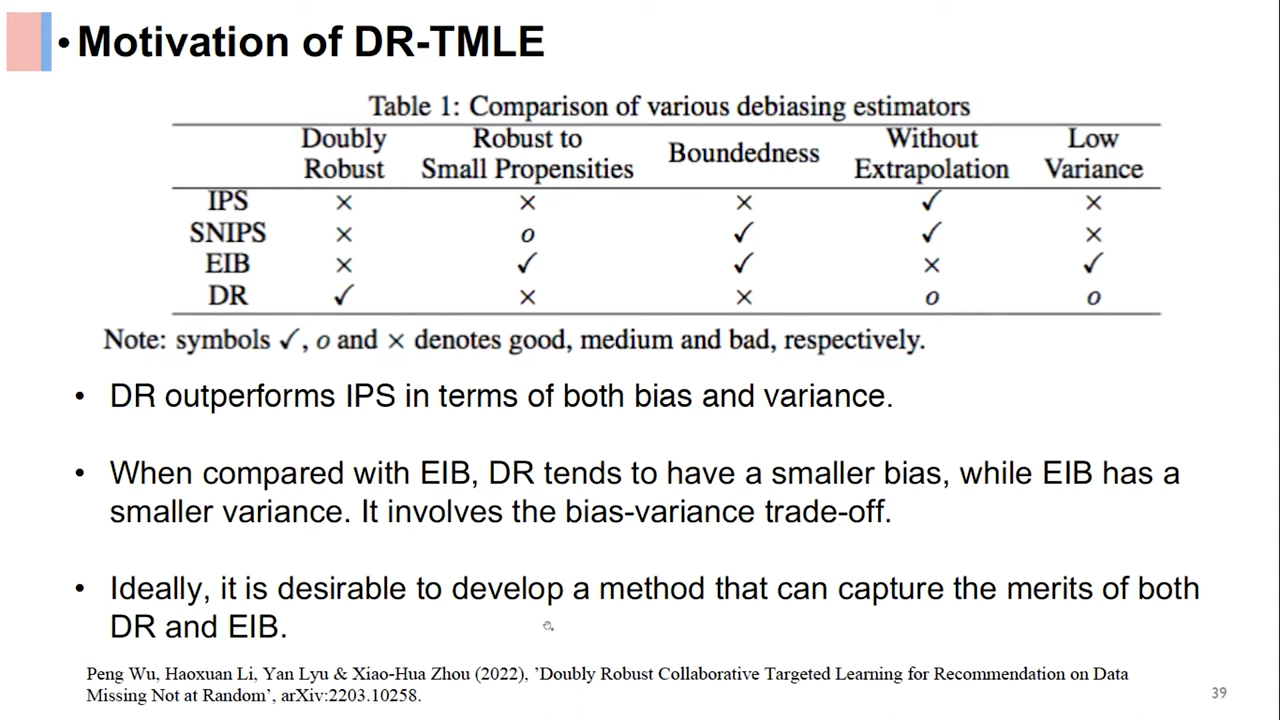 • Motivation of DR-TMLE
Table 1: Comparison of various debiasing estimators
Doubly Robust | Robust to Small Propensities | Boundedness | Without Extrapolation | Low Variance
IPS × × × ✓ ×
SNIPS × o ✓ ✓ ×
EIB × ✓ ✓ × ✓
DR ✓ × × o o
Note: symbols ✓, o and × denotes good, medium and bad, respectively.
• DR outperforms IPS in terms of both bias and variance.
• When compared with EIB, DR tends to have a smaller bias, while EIB has a
smaller variance. It involves the bias-variance trade-off.
• Ideally, it is desirable to develop a method that can capture the merits of both
DR and EIB.
Peng Wu, Haoxuan Li, Yan Lyu & Xiao-Hua Zhou (2022), ’Doubly Robust Collaborative Targeted Learning for Recommendation on Data
Missing Not at Random’, arXiv:2203.10258.
39